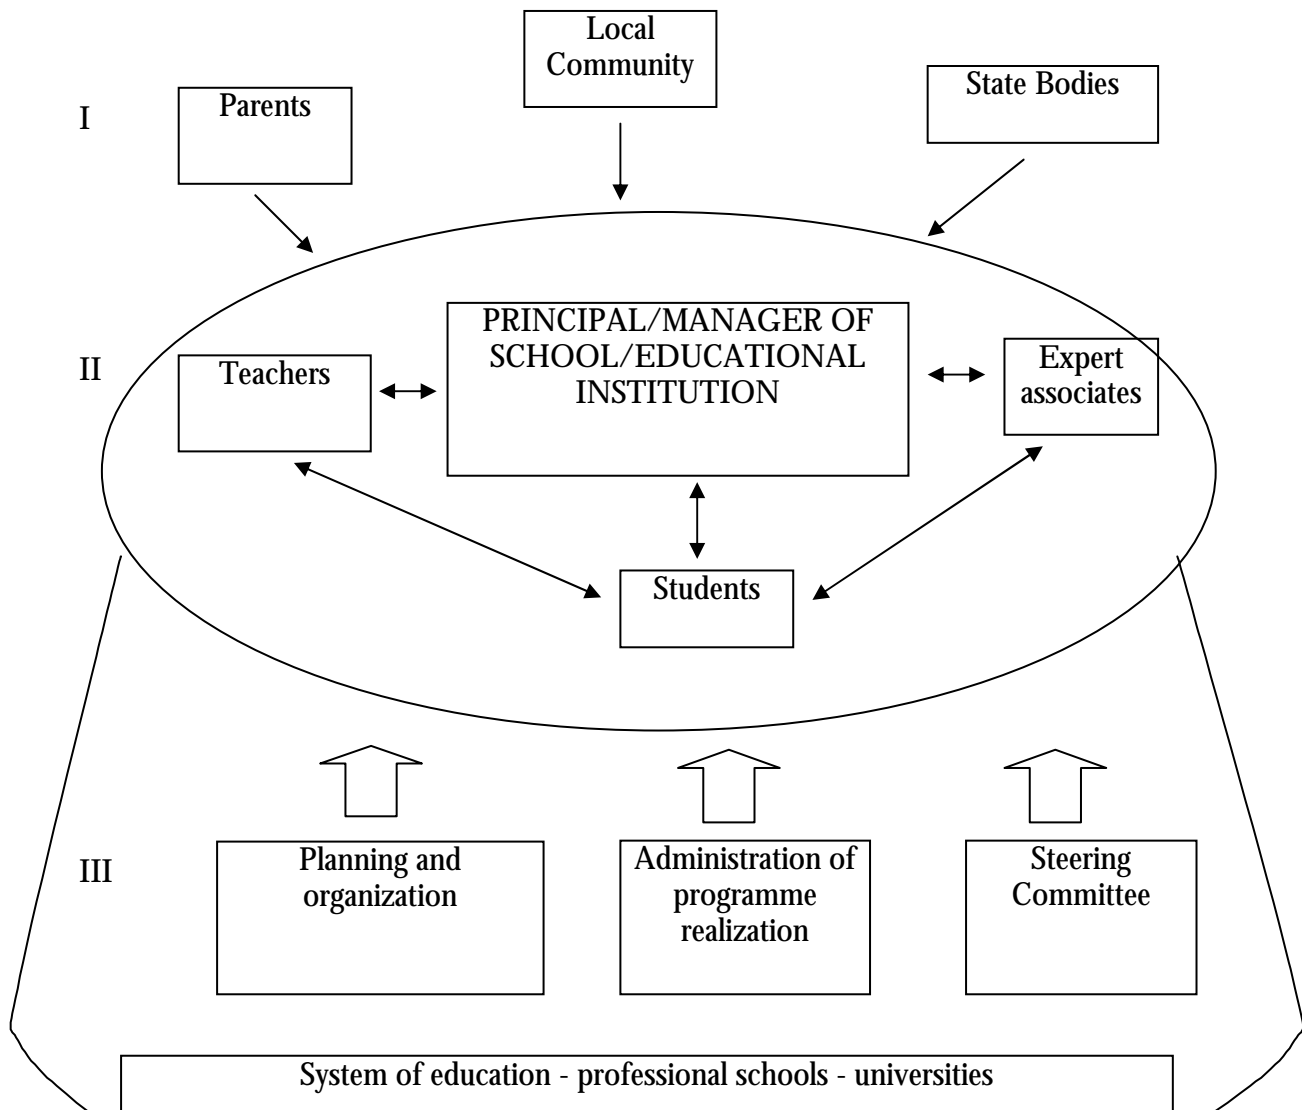 Local
Community
State Bodies
Parents
I
PRINCIPAL/MANAGER OF
SCHOOL/EDUCATIONAL
INSTITUTION
II
Teachers
Expert
associates
Students
III
Planning and
organization
Administration of
programme
realization
Steering
Committee
System of education - professional schools - universities